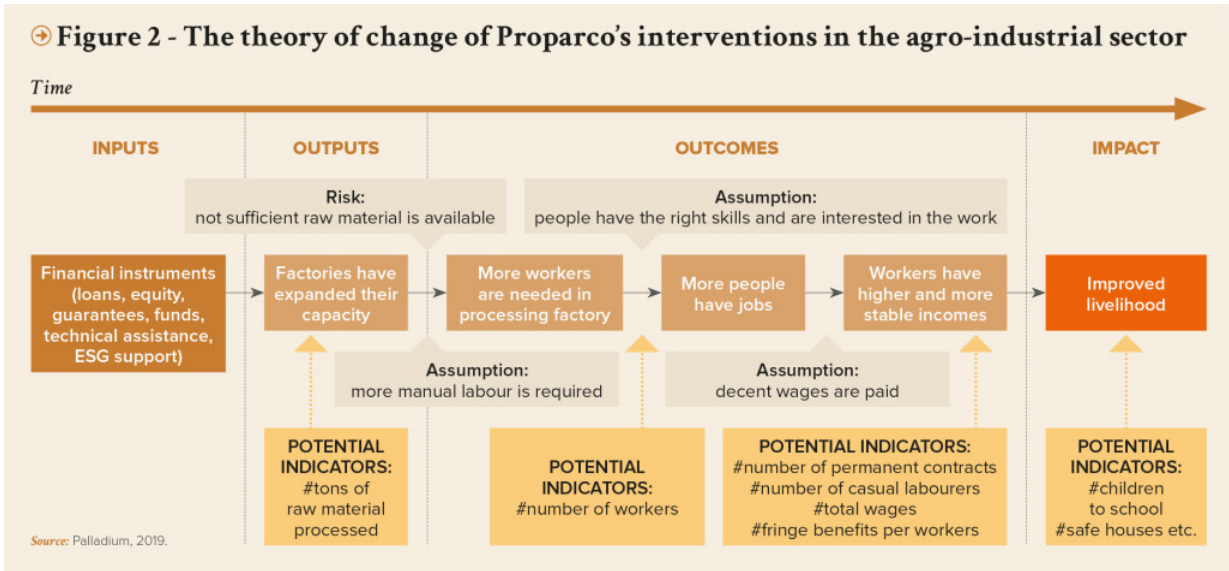 Figure 2 - The theory of change of Proparco's interventions in the agro-industrial sector
Time
INPUTS
OUTPUTS
OUTCOMES
IMPACT
Risk:
not sufficient raw material is available
Assumption:
people have the right skills and are interested in the work
Financial instruments
(loans, equity,
guarantees, funds,
technical assistance,
ESG support)
Factories have
expanded their
capacity
More workers
are needed in
processing factory
More people
have jobs
Workers have
higher and more
stable incomes
Improved
livelihood
Assumption:
more manual labour is required
Assumption:
decent wages are paid
POTENTIAL
INDICATORS:
#tons of
raw material
processed
POTENTIAL
INDICATORS:
#number of workers
POTENTIAL INDICATORS:
#number of permanent contracts
#number of casual labourers
#total wages
#fringe benefits per workers
POTENTIAL
INDICATORS:
#children
to school
#safe houses etc.
Source: Palladium, 2019.